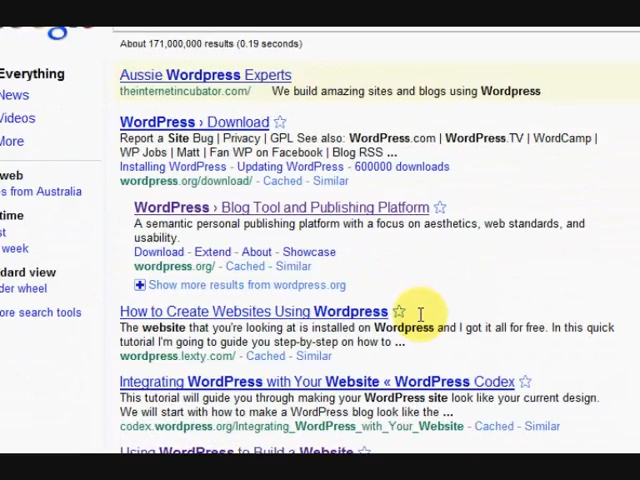 About 171,000,000 results (0.19 seconds)
Everything
News
Videos
More
web
es from Australia
time
st
week
dard view
der wheel
ore search tools
Aussie Wordpress Experts
theinternetincubator.com/ We build amazing sites and blogs using Wordpress
WordPress › Download
Report a Site Bug | Privacy | GPL See also: WordPress.com | WordPress.TV | WordCamp |
WP Jobs | Matt | Fan WP on Facebook | Blog RSS ...
Installing WordPress - Updating WordPress - 600000 downloads
wordpress.org/download/ - Cached - Similar
WordPress › Blog Tool and Publishing Platform
A semantic personal publishing platform with a focus on aesthetics, web standards, and
usability.
Download - Extend - About - Showcase
wordpress.org/ - Cached - Similar
Show more results from wordpress.org
How to Create Websites Using Wordpress
The website that you're looking at is installed on Wordpress and I got it all for free. In this quick
tutorial I'm going to guide you step-by-step on how to ...
wordpress.lexty.com/ - Cached - Similar
Integrating WordPress with Your Website « WordPress Codex
This tutorial will guide you through making your WordPress site look like your current design.
We will start with how to make a WordPress blog look like the ...
codex.wordpress.org/Integrating_WordPress_with_Your_Website - Cached - Similar
Using WordPress to Build a Website